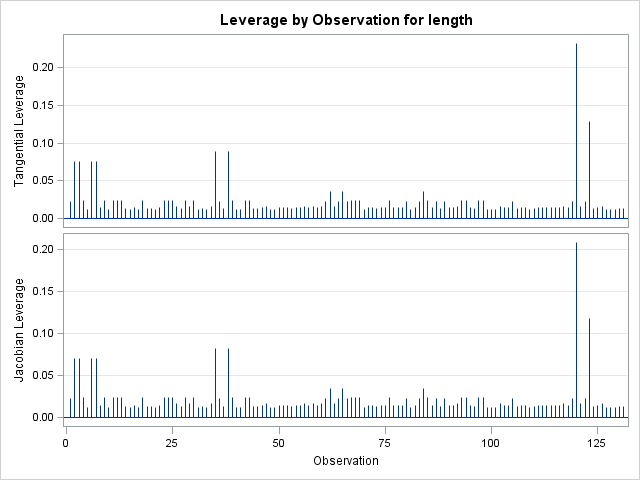 Leverage by Observation for length
Tangential Leverage
0.20
0.15
0.10
0.05
0.00
Jacobian Leverage
0.20
0.15
0.10
0.05
0.00
0 25 50 75 100 125
Observation